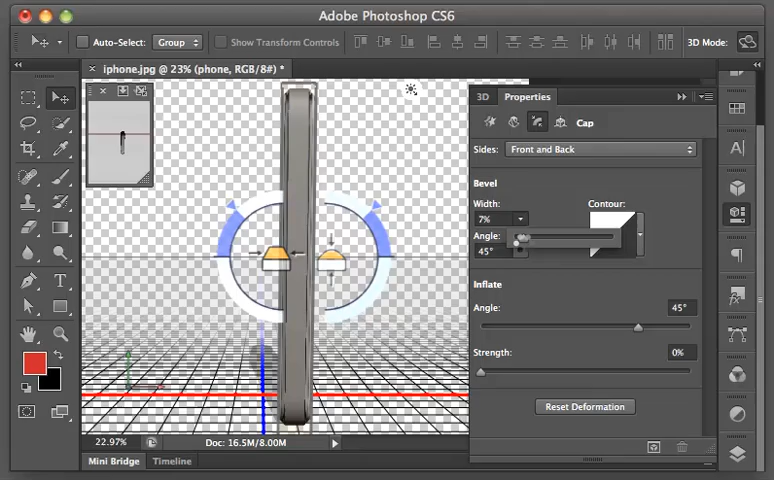 Adobe Photoshop CS6
Auto-Select: Group Show Transform Controls 3D Mode:
iphone.jpg @ 23% (phone, RGB/8#) *
3D Properties
Cap
Sides: Front and Back
Bevel
Width: Contour:
7%
Angle:
45°
Inflate
Angle: 45°
Strength: 0%
Reset Deformation
22.97% Doc: 16.5M/8.00M
Mini Bridge Timeline